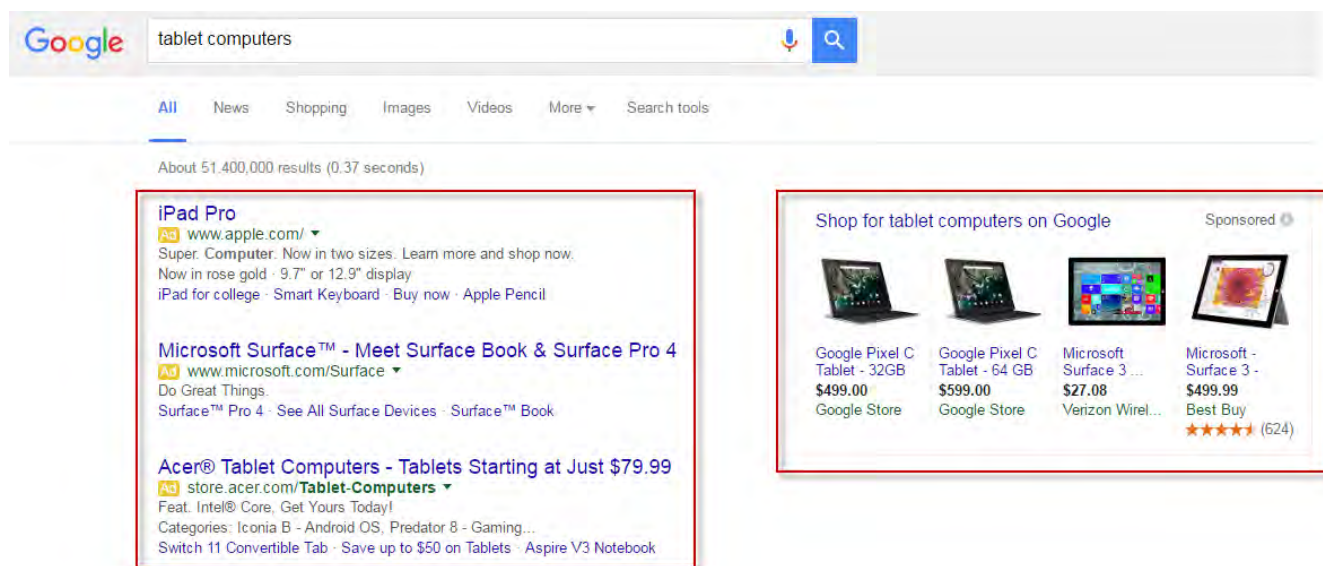 Google
tablet computers
All News Shopping Images Videos More Search tools
About 51,400,000 results (0.37 seconds)
iPad Pro
Ad www.apple.com/
Super. Computer. Now in two sizes. Learn more and shop now.
Now in rose gold · 9.7" or 12.9" display
iPad for college · Smart Keyboard · Buy now · Apple Pencil
Microsoft Surface™ - Meet Surface Book & Surface Pro 4
Ad www.microsoft.com/Surface
Do Great Things.
Surface™ Pro 4 · See All Surface Devices · Surface™ Book
Acer® Tablet Computers - Tablets Starting at Just $79.99
Ad store.acer.com/Tablet-Computers
Feat. Intel® Core, Get Yours Today!
Categories: Iconia B - Android OS, Predator 8 - Gaming...
Switch 11 Convertible Tab · Save up to $50 on Tablets · Aspire V3 Notebook
Shop for tablet computers on Google
Sponsored
Google Pixel C
Tablet - 32GB
$499.00
Google Store
Google Pixel C
Tablet - 64 GB
$599.00
Google Store
Microsoft
Surface 3 ...
$27.08
Verizon Wirel...
Microsoft -
Surface 3 -
$499.99
Best Buy
(624)